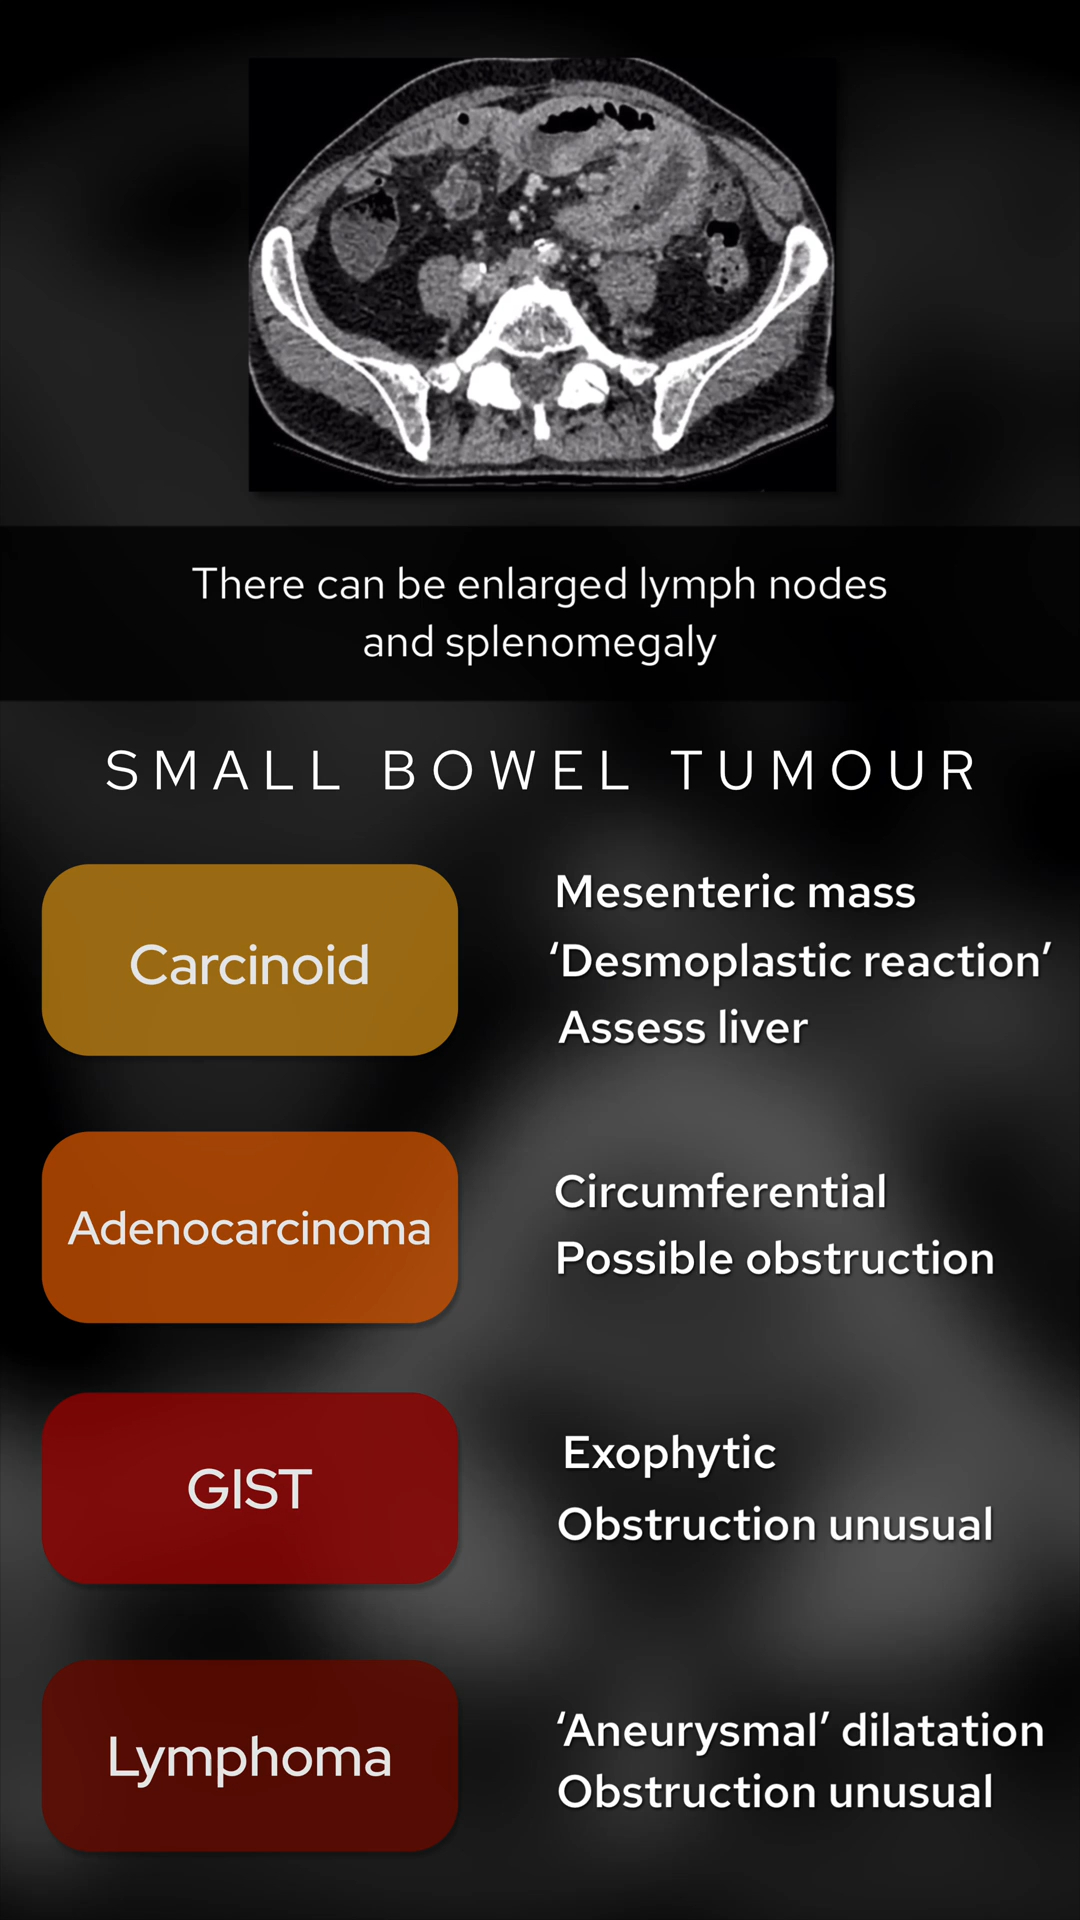 There can be enlarged lymph nodes
and splenomegaly
SMALL BOWEL TUMOUR
Carcinoid
Mesenteric mass
‘Desmoplastic reaction’
Assess liver
Adenocarcinoma
Circumferential
Possible obstruction
GIST
Exophytic
Obstruction unusual
Lymphoma
‘Aneurysmal’ dilatation
Obstruction unusual